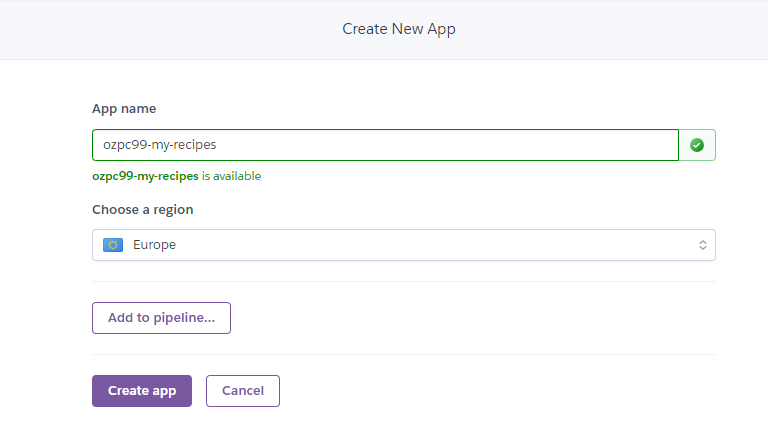 Create New App
App name
ozpc99-my-recipes
ozpc99-my-recipes is available
Choose a region
Europe
Add to pipeline...
Create app
Cancel